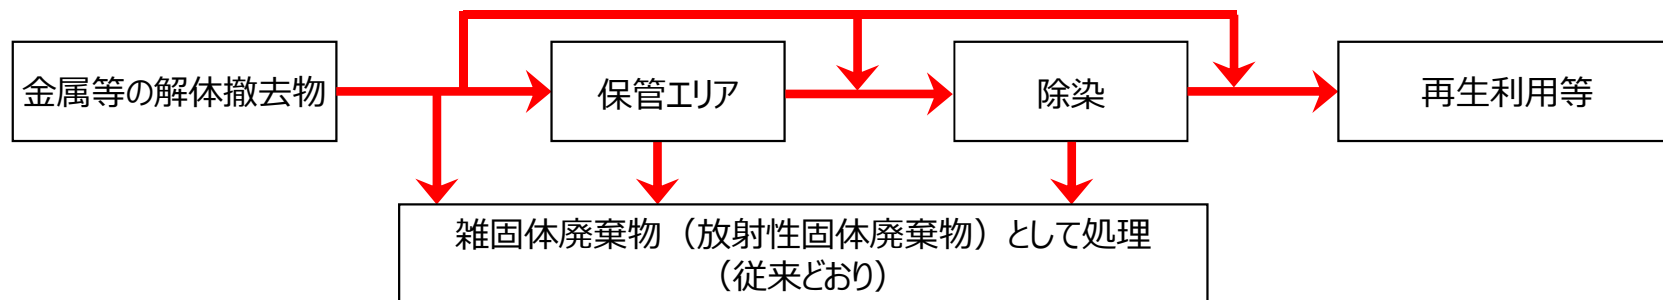 金属等の解体撤去物
保管エリア
除染
再生利用等
雑固体廃棄物（放射性固体廃棄物）として処理
（従来どおり）